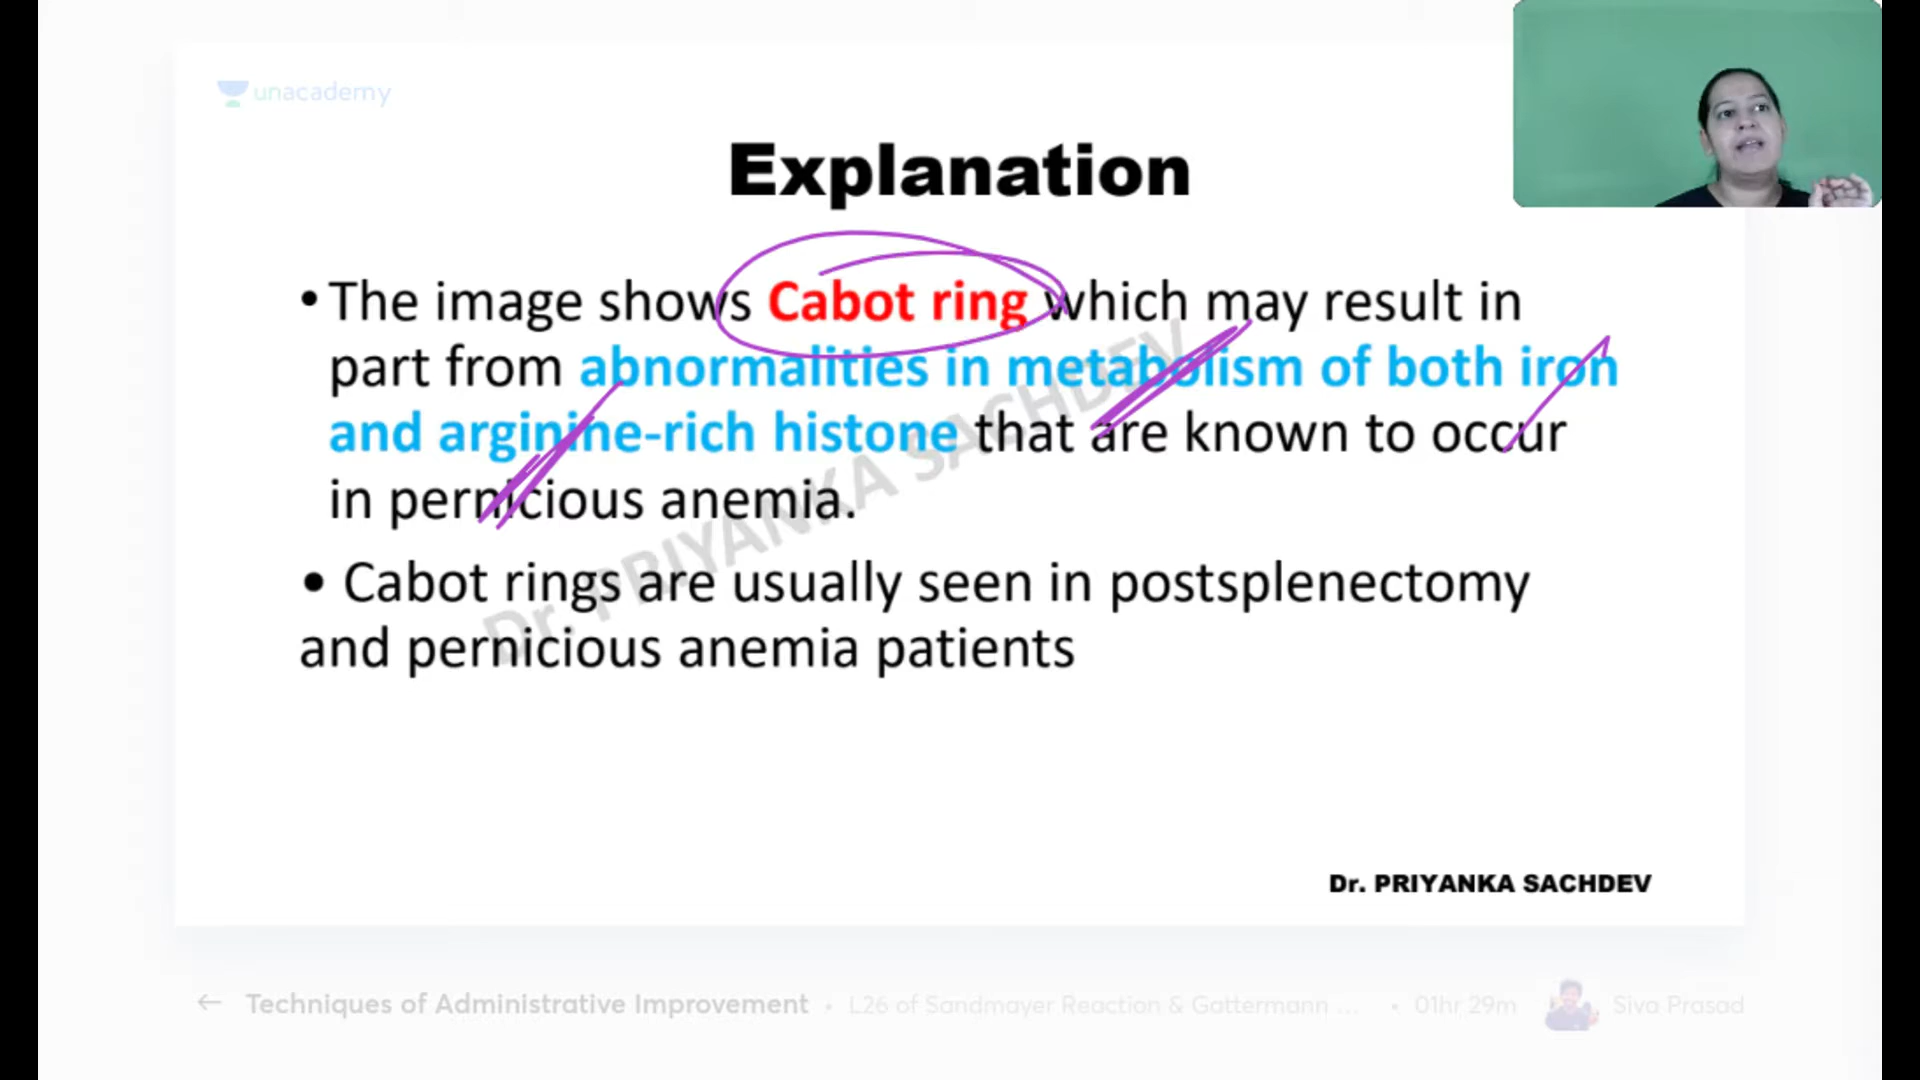 unacademy
Explanation
• The image shows Cabot ring which may result in
part from abnormalities in metabolism of both iron
and arginine-rich histone that are known to occur
in pernicious anemia.
• Cabot rings are usually seen in postsplenectomy
and pernicious anemia patients
Dr. PRIYANKA SACHDEV
Dr. PRIYANKA SACHDEV
← Techniques of Administrative Improvement • L26 of Sandmayer Reaction & Gattermann ... • 01hr 29m Siva Prasad